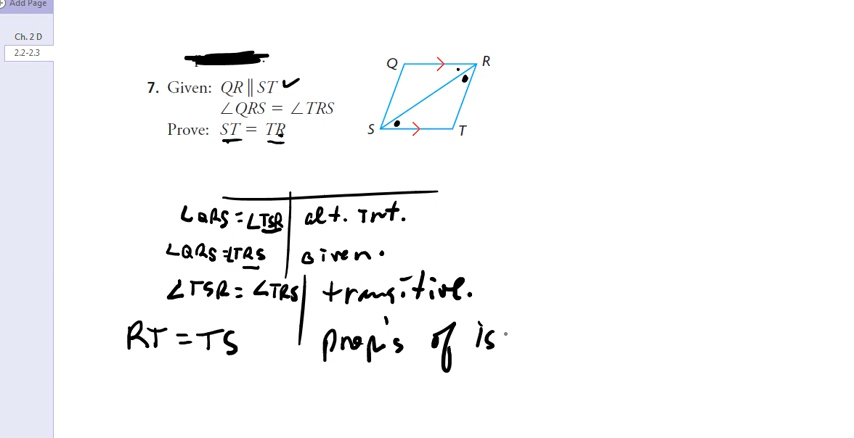 Add Page
Ch. 2 D
2.2-2.3
7. Given: QR ∥ ST ✓
∠QRS = ∠TRS
Prove: ST = TR
Q
R
S
T
∠QRS = ∠TSR | alt. Int.
∠QRS = ∠TRS | Given.
∠TSR = ∠TRS | transitive.
RT = TS | prop's of is